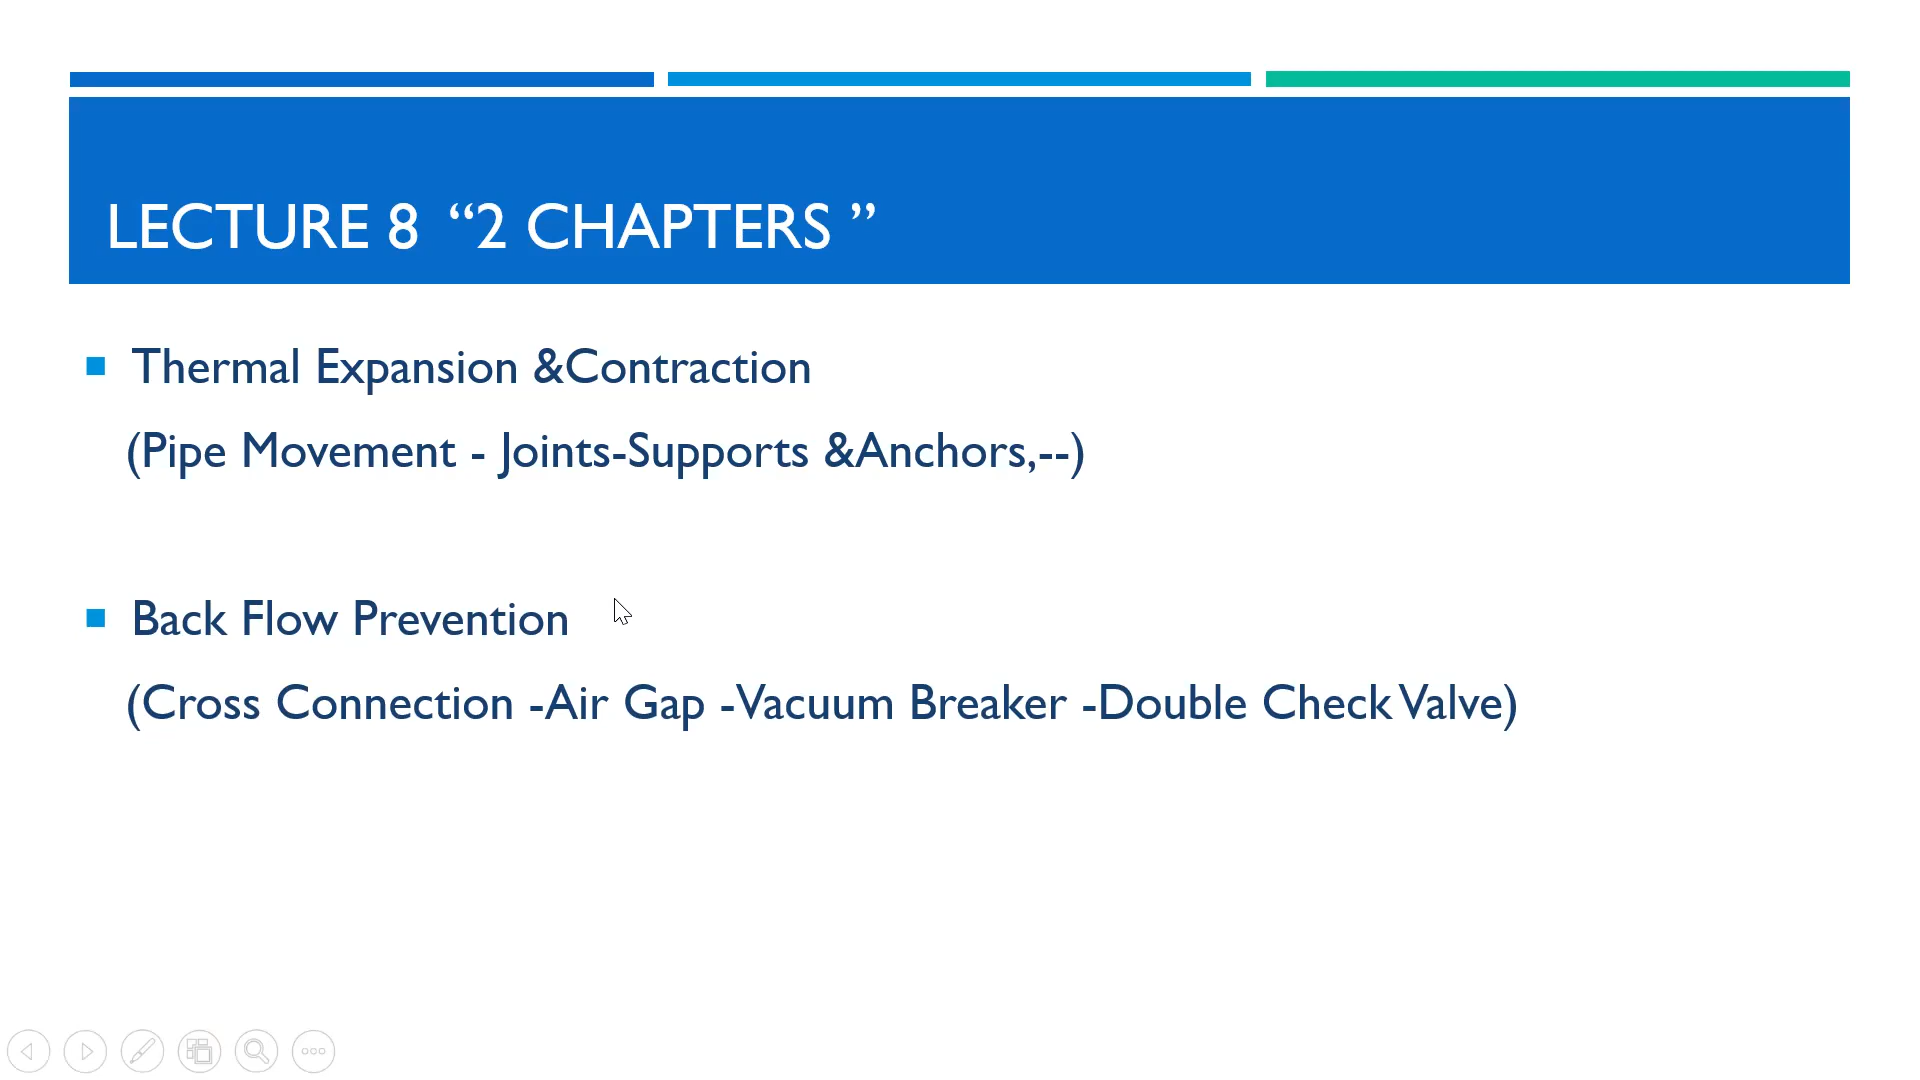 LECTURE 8 “2 CHAPTERS ”
Thermal Expansion &Contraction
(Pipe Movement - Joints-Supports &Anchors,--)
Back Flow Prevention
(Cross Connection -Air Gap -Vacuum Breaker -Double Check Valve)